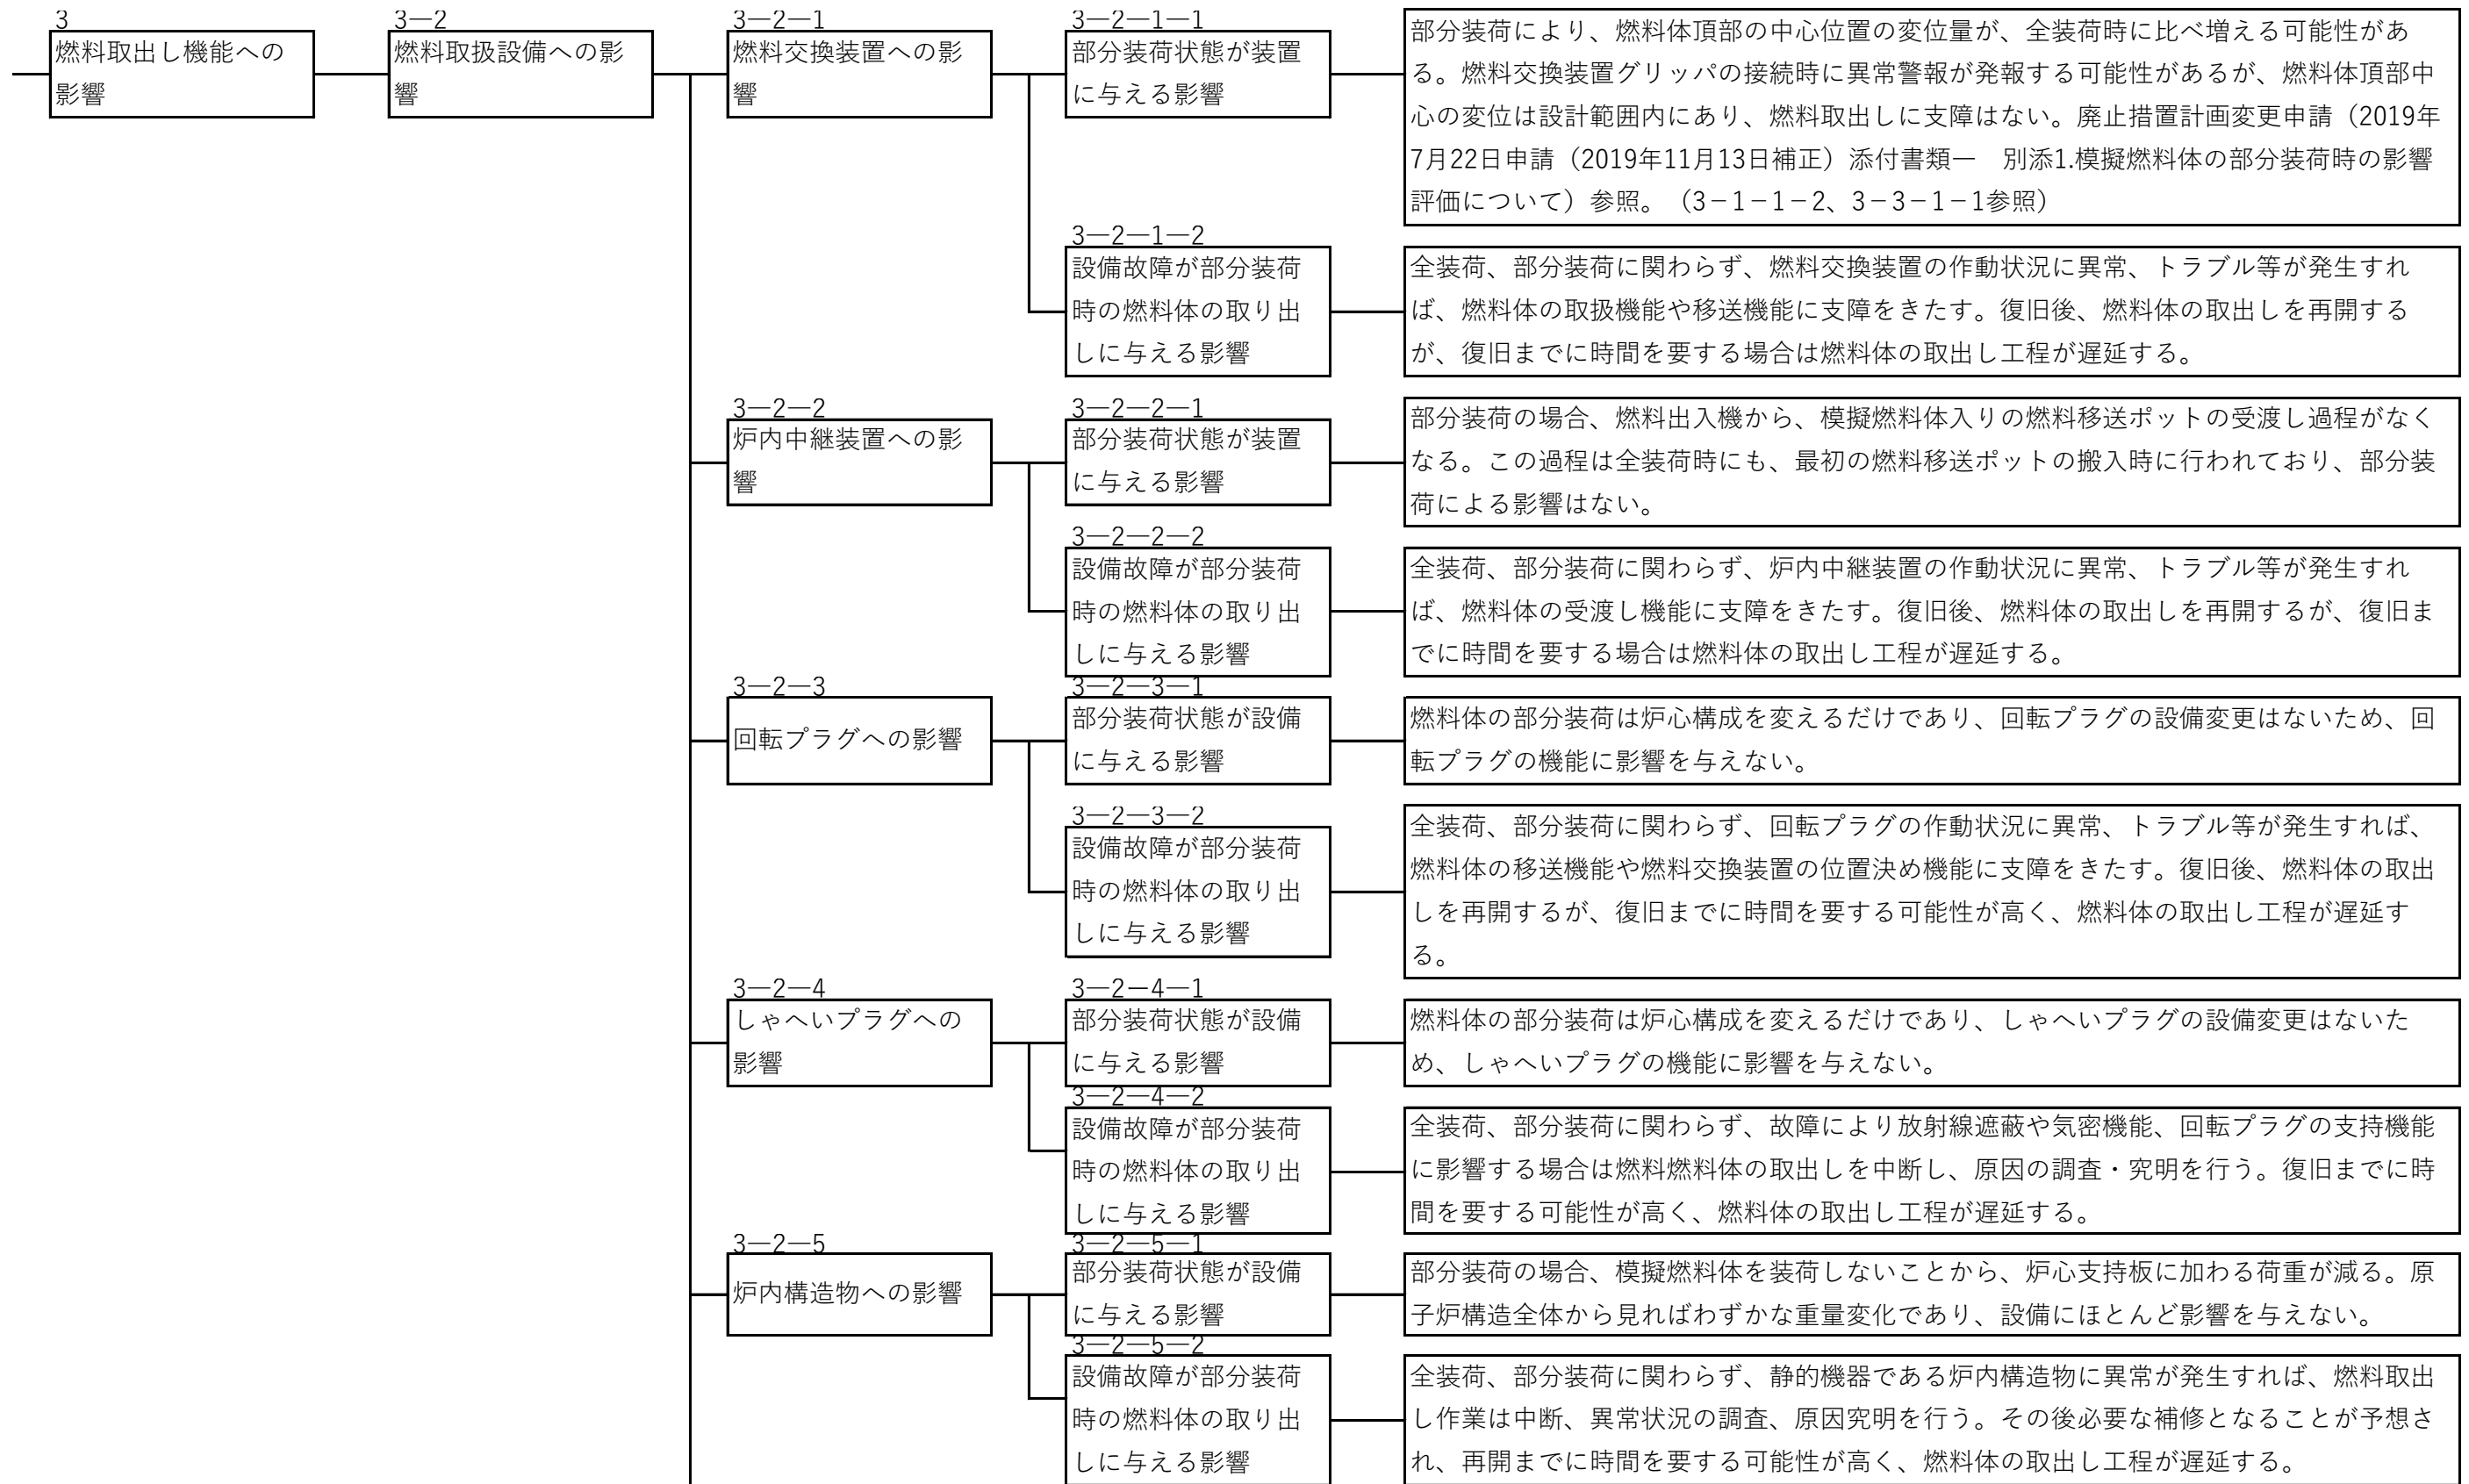 3
燃料取出し機能への
影響
3―2
燃料取扱設備への影
響
3―2―1
燃料交換装置への影
響
3―2―1―1
部分装荷状態が装置
に与える影響
部分装荷により、燃料体頂部の中心位置の変位量が、全装荷時に比べ増える可能性があ
る。燃料交換装置グリッパの接続時に異常警報が発報する可能性があるが、燃料体頂部中
心の変位は設計範囲内にあり、燃料取出しに支障はない。廃止措置計画変更申請（2019年
7月22日申請（2019年11月13日補正）添付書類一　別添1.模擬燃料体の部分装荷時の影響
評価について）参照。（3－1－1－2、3－3－1－1参照）
3―2―1―2
設備故障が部分装荷
時の燃料体の取り出
しに与える影響
全装荷、部分装荷に関わらず、燃料交換装置の作動状況に異常、トラブル等が発生すれ
ば、燃料体の取扱機能や移送機能に支障をきたす。復旧後、燃料体の取出しを再開する
が、復旧までに時間を要する場合は燃料体の取出し工程が遅延する。
3―2―2
炉内中継装置への影
響
3―2―2―1
部分装荷状態が装置
に与える影響
部分装荷の場合、燃料出入機から、模擬燃料体入りの燃料移送ポットの受渡し過程がなく
なる。この過程は全装荷時にも、最初の燃料移送ポットの搬入時に行われており、部分装
荷による影響はない。
3―2―2―2
設備故障が部分装荷
時の燃料体の取り出
しに与える影響
全装荷、部分装荷に関わらず、炉内中継装置の作動状況に異常、トラブル等が発生すれ
ば、燃料体の受渡し機能に支障をきたす。復旧後、燃料体の取出しを再開するが、復旧ま
でに時間を要する場合は燃料体の取出し工程が遅延する。
3―2―3
回転プラグへの影響
3―2―3―1
部分装荷状態が設備
に与える影響
燃料体の部分装荷は炉心構成を変えるだけであり、回転プラグの設備変更はないため、回
転プラグの機能に影響を与えない。
3―2―3―2
設備故障が部分装荷
時の燃料体の取り出
しに与える影響
全装荷、部分装荷に関わらず、回転プラグの作動状況に異常、トラブル等が発生すれば、
燃料体の移送機能や燃料交換装置の位置決め機能に支障をきたす。復旧後、燃料体の取出
しを再開するが、復旧までに時間を要する可能性が高く、燃料体の取出し工程が遅延す
る。
3―2―4
しゃへいプラグへの
影響
3―2－4―1
部分装荷状態が設備
に与える影響
燃料体の部分装荷は炉心構成を変えるだけであり、しゃへいプラグの設備変更はないた
め、しゃへいプラグの機能に影響を与えない。
3―2―4―2
設備故障が部分装荷
時の燃料体の取り出
しに与える影響
全装荷、部分装荷に関わらず、故障により放射線遮蔽や気密機能、回転プラグの支持機能
に影響する場合は燃料燃料体の取出しを中断し、原因の調査・究明を行う。復旧までに時
間を要する可能性が高く、燃料体の取出し工程が遅延する。
3―2―5
炉内構造物への影響
3―2―5―1
部分装荷状態が設備
に与える影響
部分装荷の場合、模擬燃料体を装荷しないことから、炉心支持板に加わる荷重が減る。原
子炉構造全体から見ればわずかな重量変化であり、設備にほとんど影響を与えない。
3―2―5―2
設備故障が部分装荷
時の燃料体の取り出
しに与える影響
全装荷、部分装荷に関わらず、静的機器である炉内構造物に異常が発生すれば、燃料取出
し作業は中断、異常状況の調査、原因究明を行う。その後必要な補修となることが予想さ
れ、再開までに時間を要する可能性が高く、燃料体の取出し工程が遅延する。